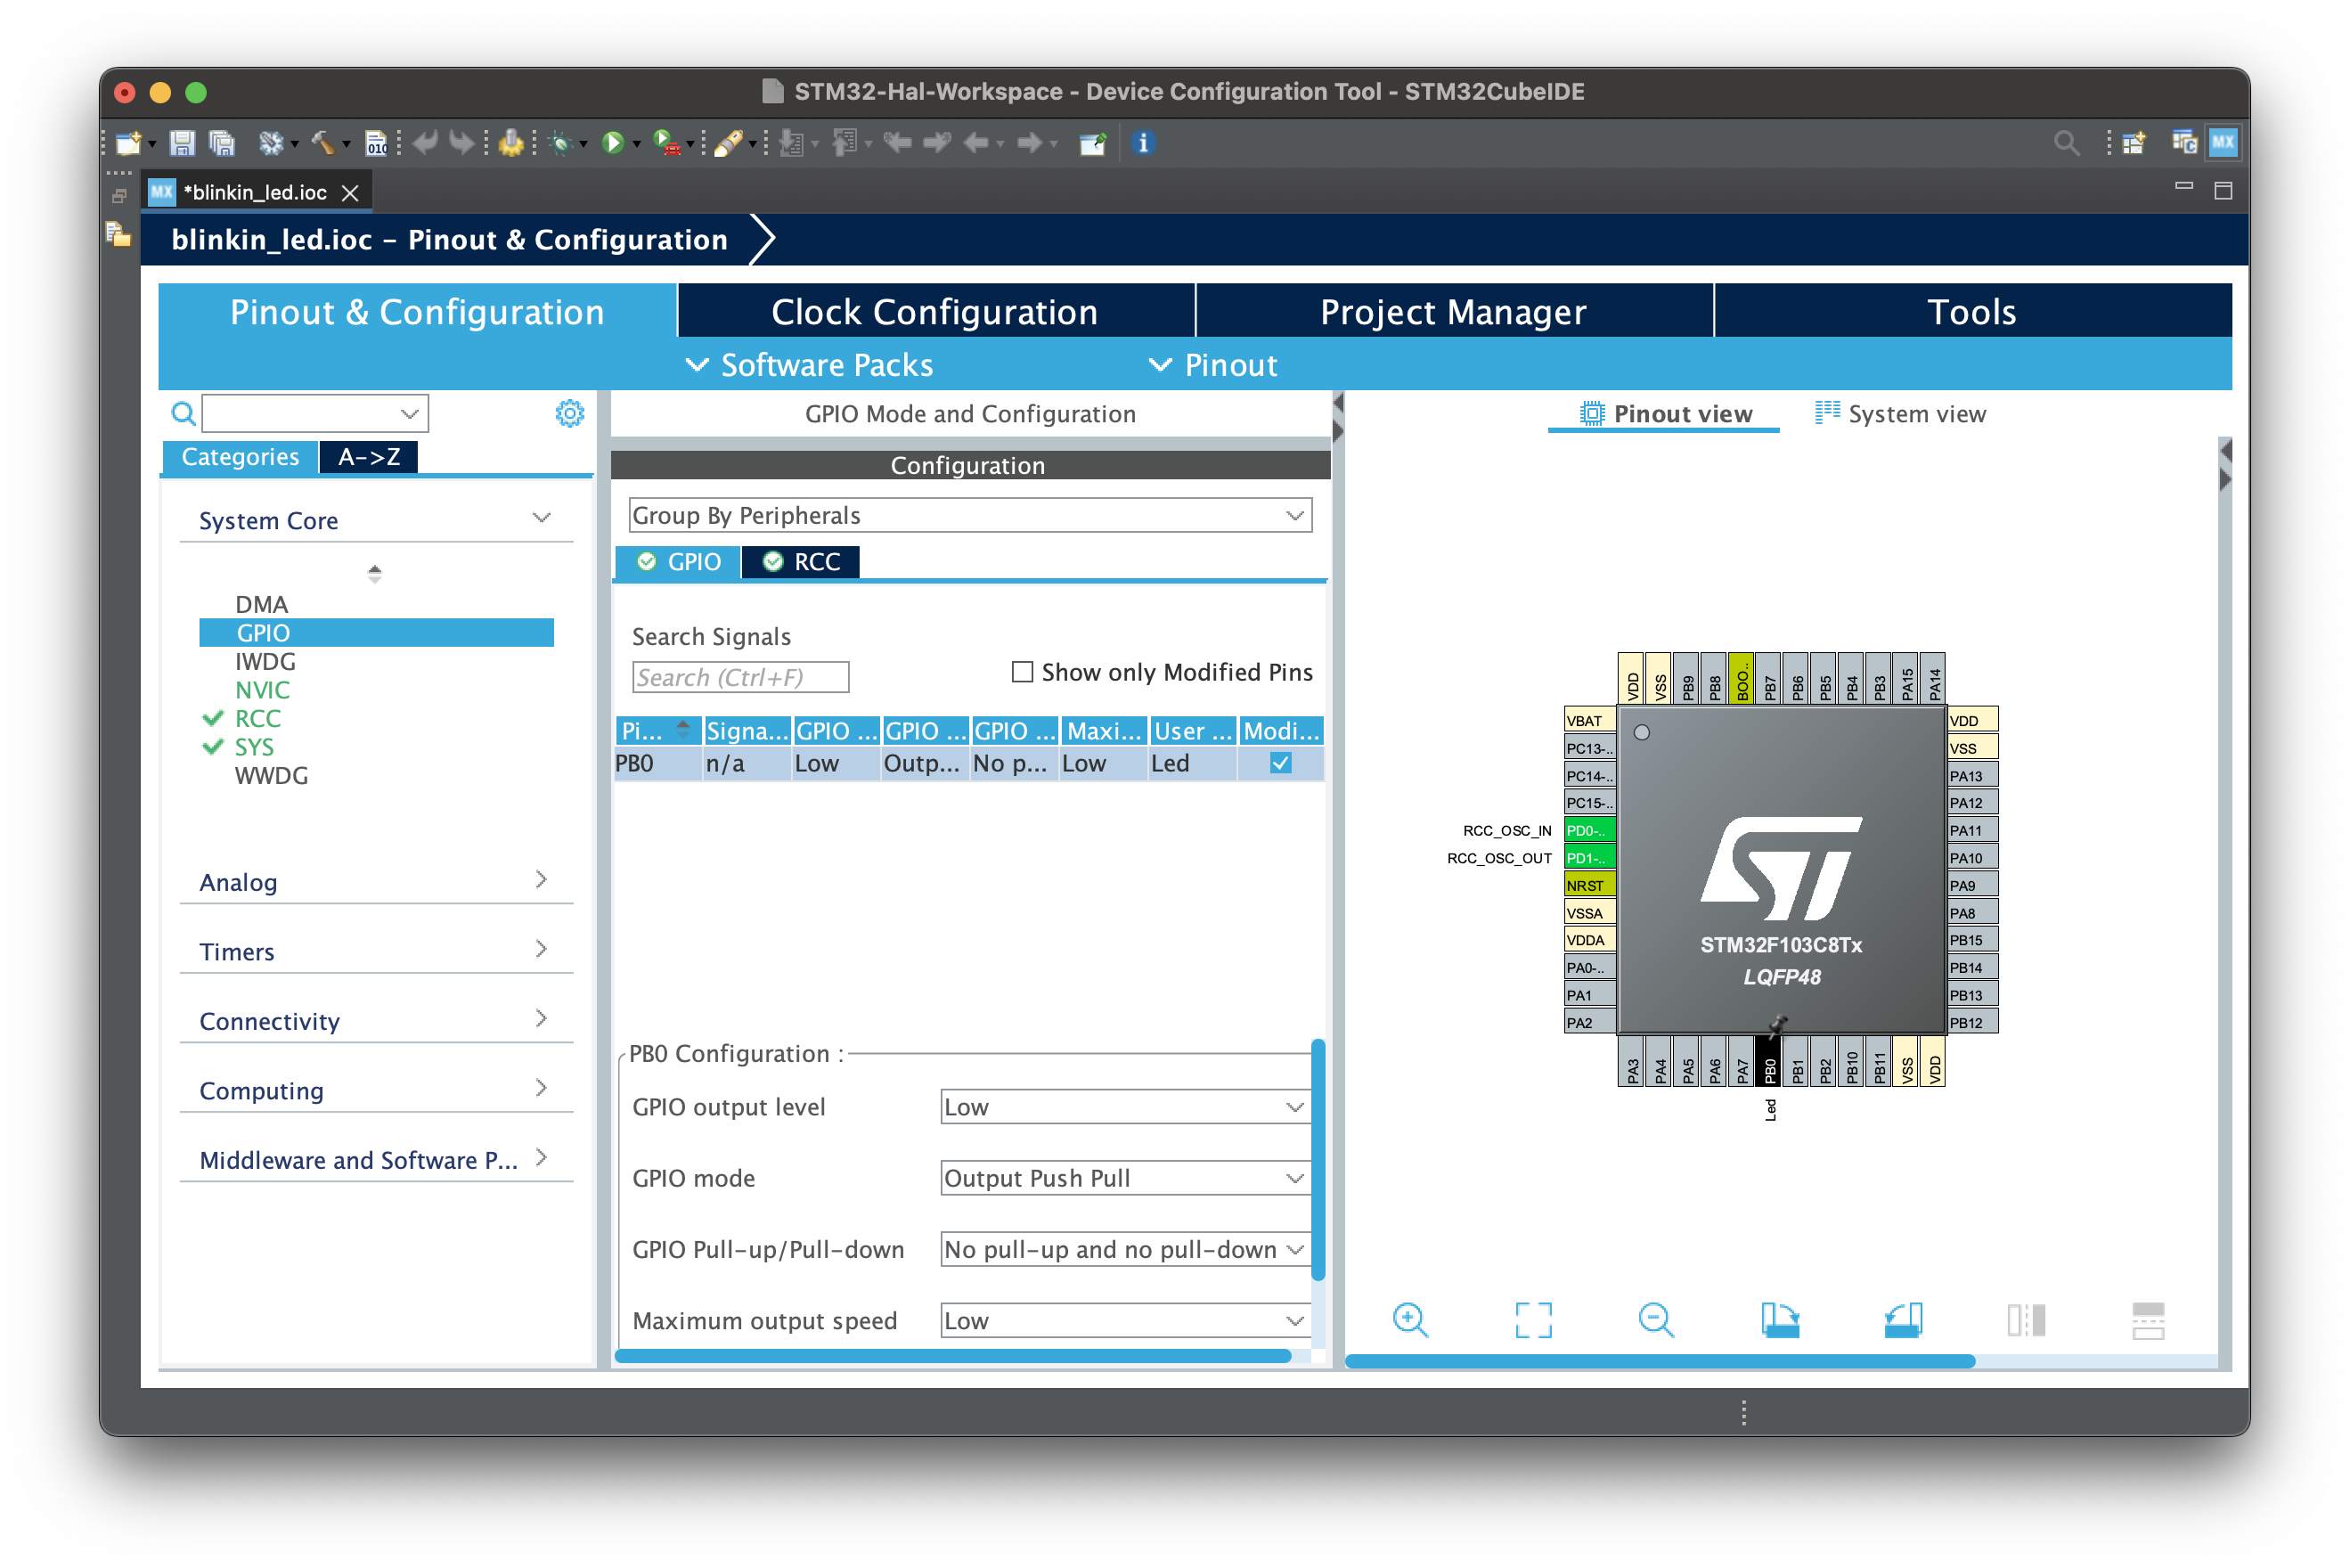 STM32-Hal-Workspace - Device Configuration Tool - STM32CubeIDE
010
MX
MX *blinkin_led.ioc
blinkin_led.ioc – Pinout & Configuration
Pinout & Configuration
Clock Configuration
Project Manager
Tools
Software Packs
Pinout
Categories
A->Z
System Core
DMA
GPIO
IWDG
NVIC
RCC
SYS
WWDG
Analog
Timers
Connectivity
Computing
Middleware and Software P...
GPIO Mode and Configuration
Configuration
Group By Peripherals
GPIO
RCC
Search Signals
Search (Ctrl+F)
Show only Modified Pins
Pi... Signa... GPIO ... GPIO ... GPIO ... Maxi... User ... Modi...
PB0 n/a Low Outp... No p... Low Led
PB0 Configuration :
GPIO output level Low
GPIO mode Output Push Pull
GPIO Pull-up/Pull-down No pull-up and no pull-down
Maximum output speed Low
Pinout view
System view
VDD VSS PB9 PB8 BOO.. PB7 PB6 PB5 PB4 PB3 PA15 PA14
VBAT
PC13-..
PC14-..
PC15-..
RCC_OSC_IN PD0-..
RCC_OSC_OUT PD1-..
NRST
VSSA
VDDA
PA0-..
PA1
PA2
ST
STM32F103C8Tx
LQFP48
VDD
VSS
PA13
PA12
PA11
PA10
PA9
PA8
PB15
PB14
PB13
PB12
PA3 PA4 PA5 PA6 PA7 PB0 PB1 PB2 PB10 PB11 VSS VDD
Led